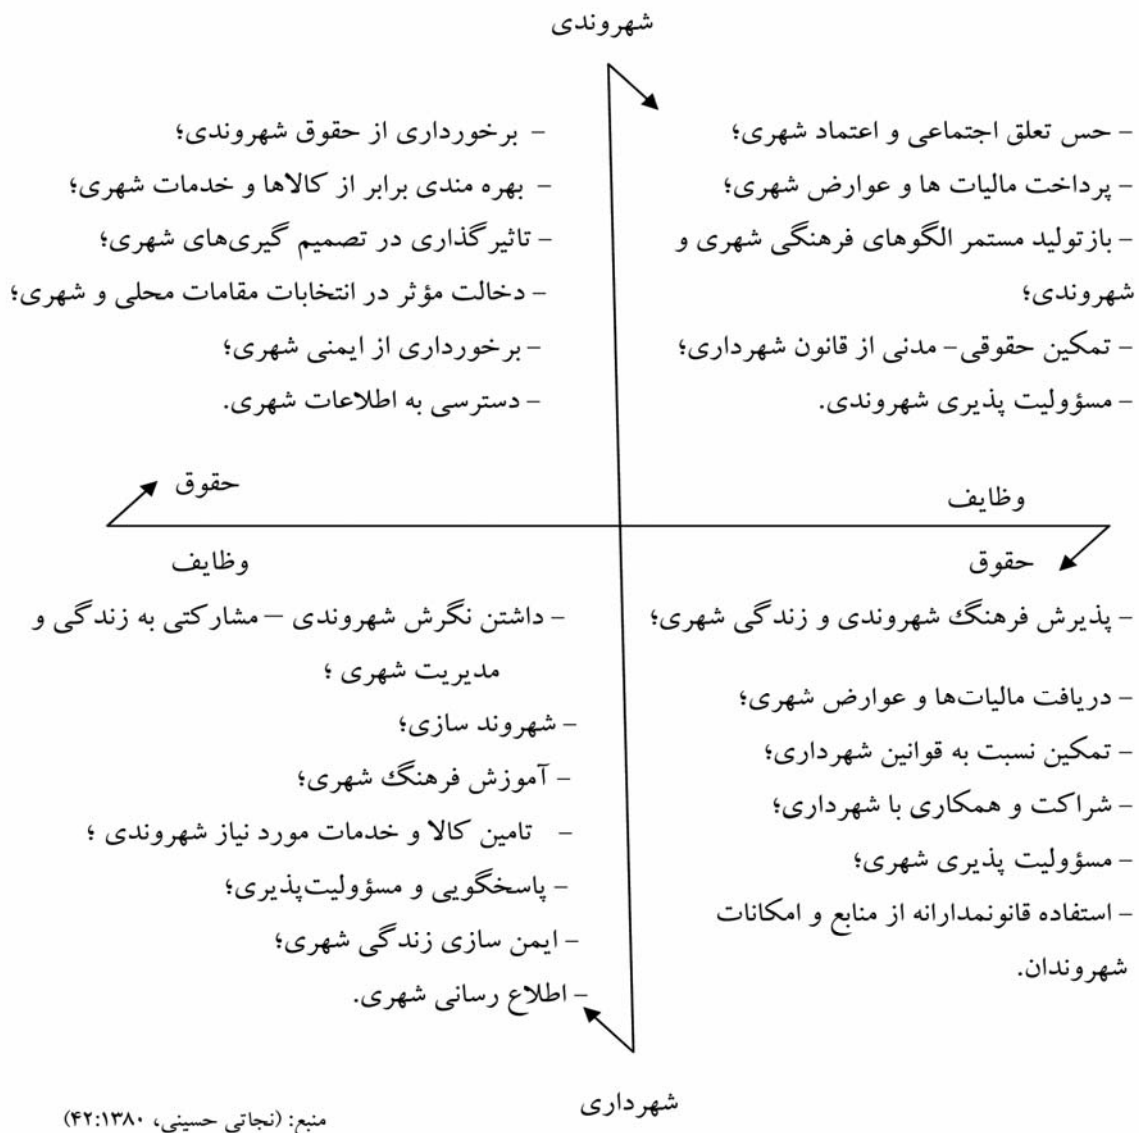 شهروندی
– حس تعلق اجتماعی و اعتماد شهری؛
– پرداخت مالیات ها و عوارض شهری؛
– بازتولید مستمر الگوهای فرهنگی شهری و
شهروندی؛
– تمکین حقوقی– مدنی از قانون شهرداری؛
– مسؤولیت پذیری شهروندی.
– برخورداری از حقوق شهروندی؛
– بهره مندی برابر از کالاها و خدمات شهری؛
– تاثیرگذاری در تصمیم گیری‌های شهری؛
– دخالت مؤثر در انتخابات مقامات محلی و شهری؛
– برخورداری از ایمنی شهری؛
– دسترسی به اطلاعات شهری.
وظایف
حقوق
حقوق
وظایف
– پذیرش فرهنگ شهروندی و زندگی شهری؛
– دریافت مالیات‌ها و عوارض شهری؛
– تمکین نسبت به قوانین شهرداری؛
– شراکت و همکاری با شهرداری؛
– مسؤولیت پذیری شهری؛
– استفاده قانونمدارانه از منابع و امکانات
شهروندان.
– داشتن نگرش شهروندی – مشارکتی به زندگی و
مدیریت شهری ؛
– شهروند سازی؛
– آموزش فرهنگ شهری؛
– تامین کالا و خدمات مورد نیاز شهروندی ؛
– پاسخگویی و مسؤولیت‌پذیری؛
– ایمن سازی زندگی شهری؛
– اطلاع رسانی شهری.
شهرداری
منبع: (نجاتی حسینی، ۴۲:۱۳۸۰)